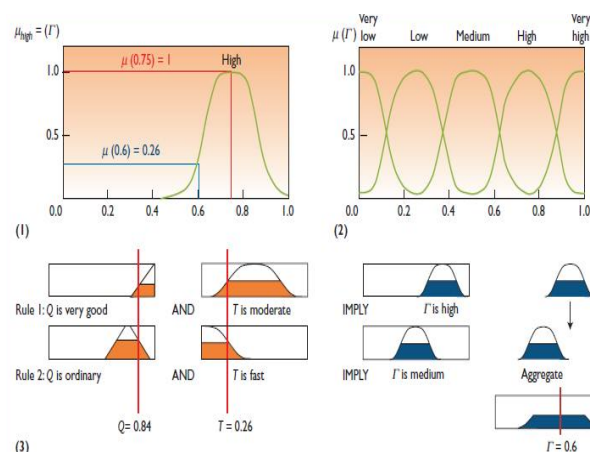 μhigh = (Γ)
High
μ (0.75) = 1
1.0
0.5
μ (0.6) = 0.26
0.0 0.2 0.4 0.6 0.8 1.0
(1)
μ (Γ)
Very low Low Medium High Very high
1.0
0.5
0.0 0.2 0.4 0.6 0.8 1.0
(2)
Rule 1: Q is very good AND T is moderate IMPLY Γ is high
Rule 2: Q is ordinary AND T is fast IMPLY Γ is medium Aggregate
Q = 0.84 T = 0.26 Γ = 0.6
(3)